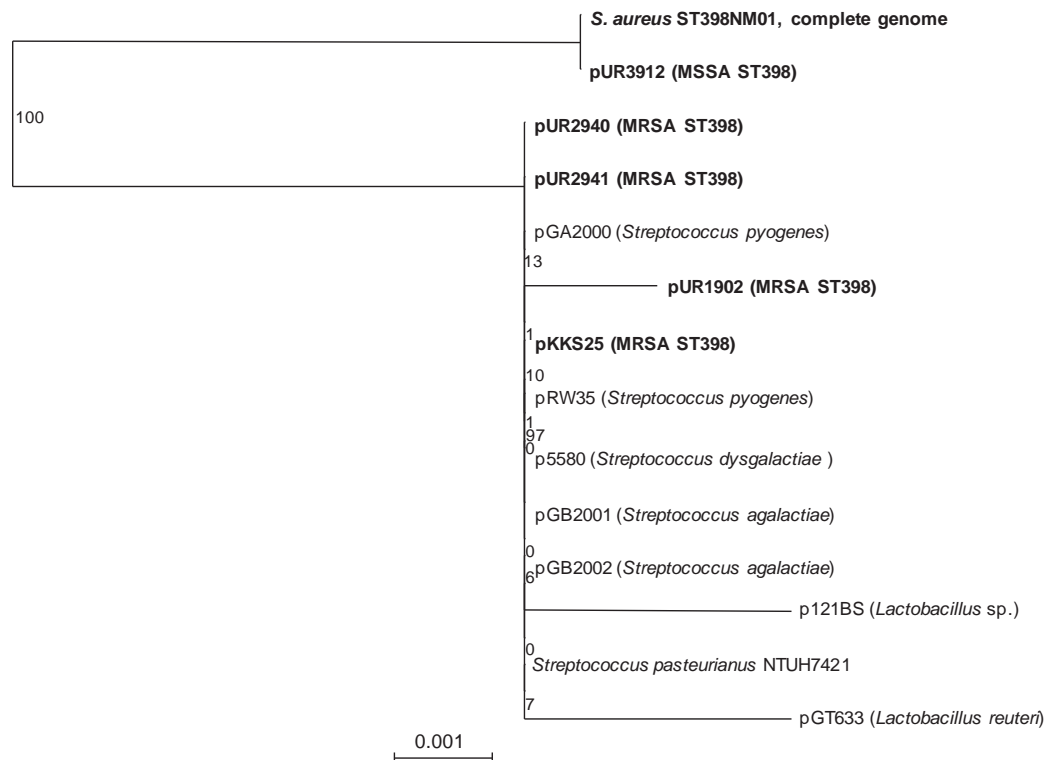 S. aureus ST398NM01, complete genome
pUR3912 (MSSA ST398)
100
pUR2940 (MRSA ST398)
pUR2941 (MRSA ST398)
pGA2000 (Streptococcus pyogenes)
13
pUR1902 (MRSA ST398)
1
pKKS25 (MRSA ST398)
10
pRW35 (Streptococcus pyogenes)
1
97
0
p5580 (Streptococcus dysgalactiae )
pGB2001 (Streptococcus agalactiae)
0
pGB2002 (Streptococcus agalactiae)
6
p121BS (Lactobacillus sp.)
0
Streptococcus pasteurianus NTUH7421
7
pGT633 (Lactobacillus reuteri)
0.001